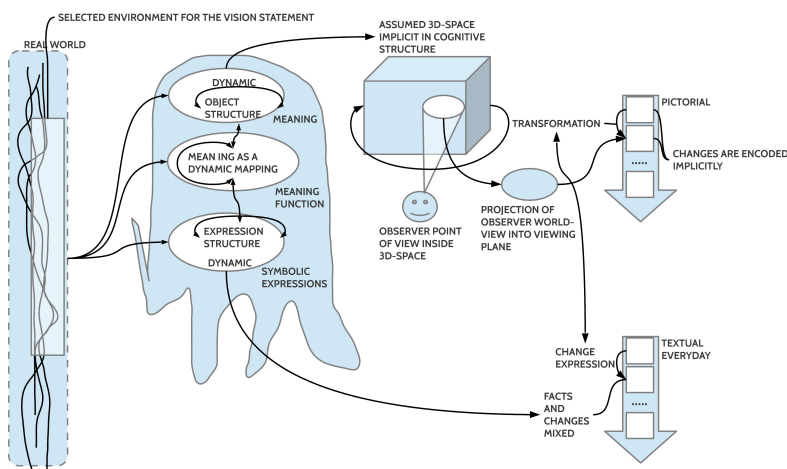 SELECTED ENVIRONMENT FOR THE VISION STATEMENT
REAL WORLD
DYNAMIC
OBJECT
STRUCTURE
MEANING
MEAN ING AS A
DYNAMIC MAPPING
MEANING
FUNCTION
EXPRESSION
STRUCTURE
DYNAMIC
SYMBOLIC
EXPRESSIONS
ASSUMED 3D-SPACE
IMPLICIT IN COGNITIVE
STRUCTURE
OBSERVER POINT
OF VIEW INSIDE
3D-SPACE
PROJECTION OF
OBSERVER WORLD-
VIEW INTO VIEWING
PLANE
TRANSFORMATION
PICTORIAL
.....
CHANGES ARE ENCODED
IMPLICITLY
CHANGE
EXPRESSION
TEXTUAL
EVERYDAY
.....
FACTS
AND
CHANGES
MIXED